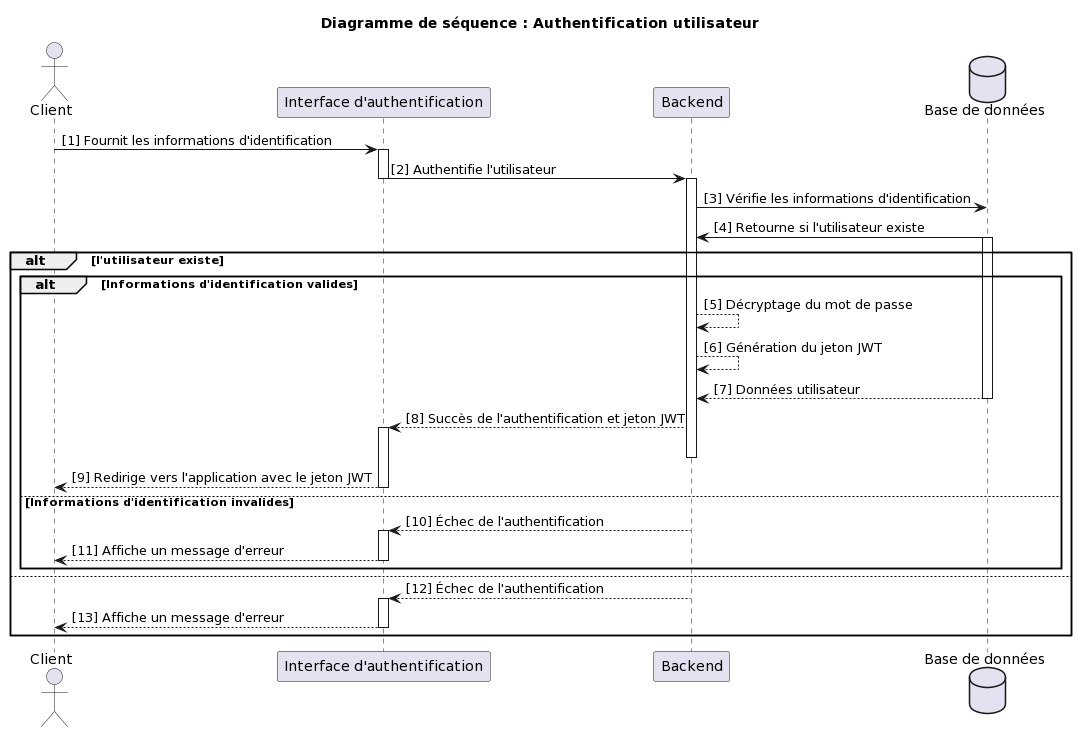 Diagramme de séquence : Authentification utilisateur
Client
Interface d'authentification
Backend
Base de données
[1] Fournit les informations d'identification
[2] Authentifie l'utilisateur
[3] Vérifie les informations d'identification
[4] Retourne si l'utilisateur existe
alt [l'utilisateur existe]
alt [Informations d'identification valides]
[5] Décryptage du mot de passe
[6] Génération du jeton JWT
[7] Données utilisateur
[8] Succès de l'authentification et jeton JWT
[9] Redirige vers l'application avec le jeton JWT
[Informations d'identification invalides]
[10] Échec de l'authentification
[11] Affiche un message d'erreur
[12] Échec de l'authentification
[13] Affiche un message d'erreur
Client
Interface d'authentification
Backend
Base de données